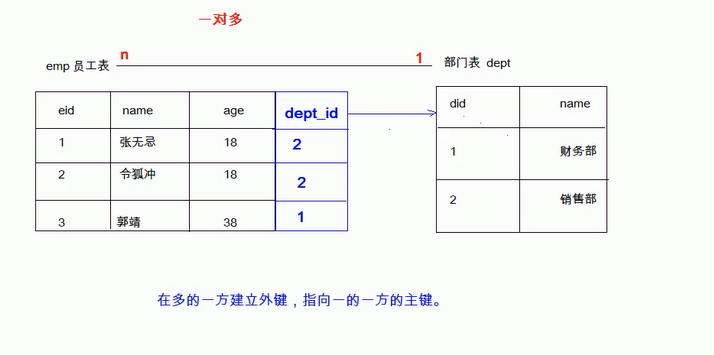 一对多
emp 员工表 n 1 部门表 dept
eid name age dept_id
1 张无忌 18 2
2 令狐冲 18 2
3 郭靖 38 1
did name
1 财务部
2 销售部
在多的一方建立外键，指向一的一方的主键。